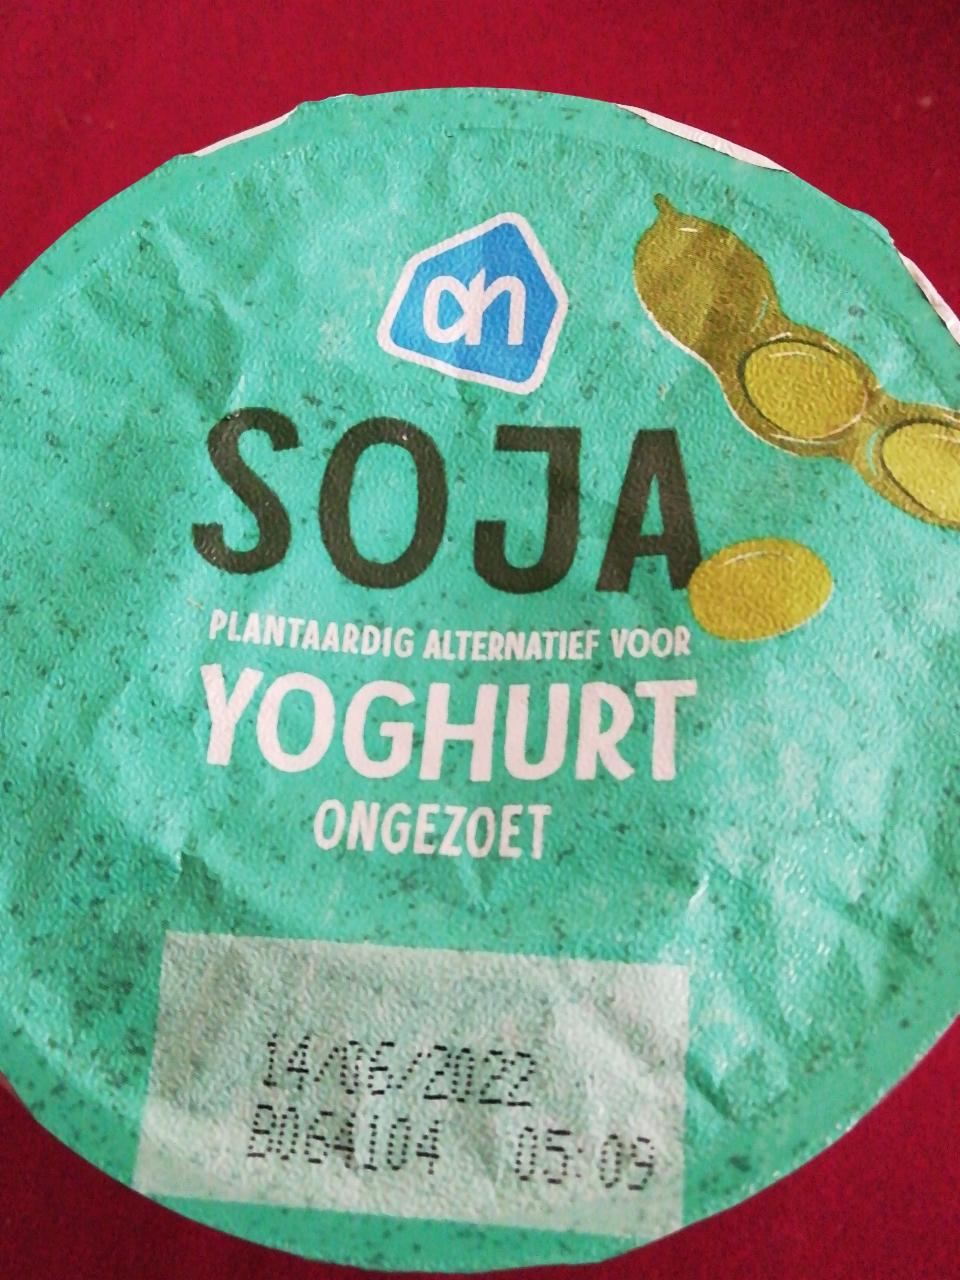 ah
SOJA
PLANTAARDIG ALTERNATIEF VOOR
YOGHURT
ONGEZOET
14/06/2022
B064104 05:09